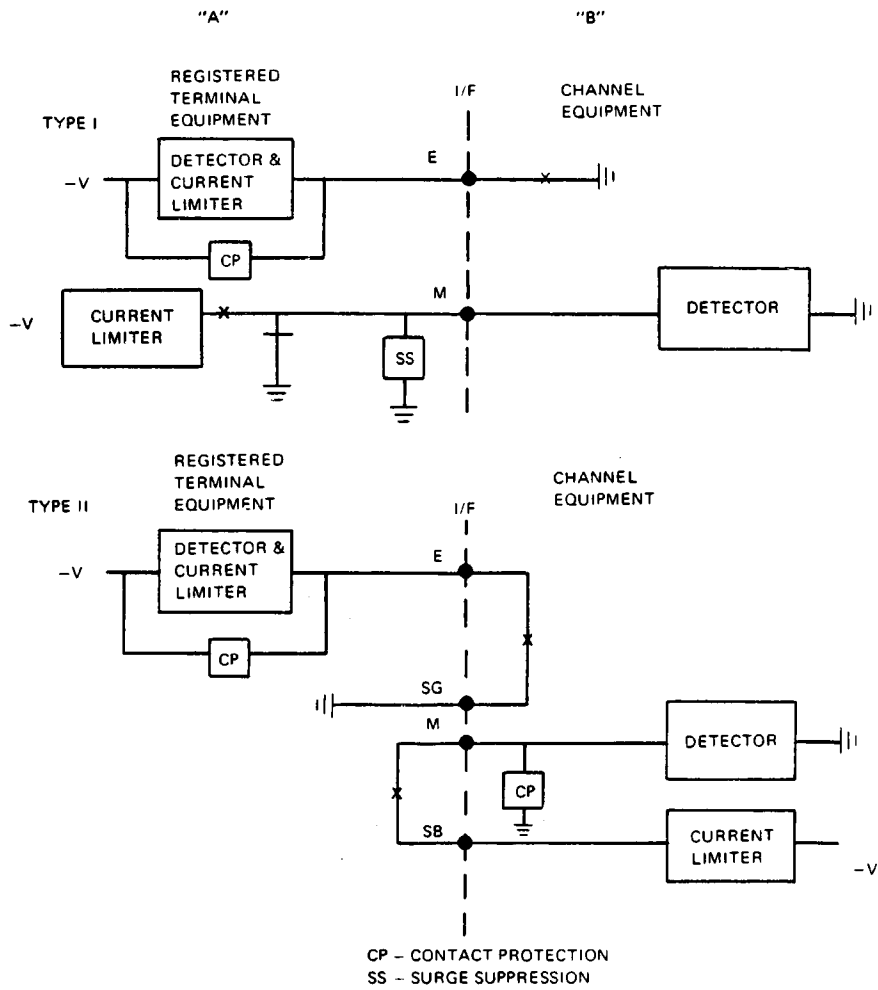 "A"
"B"
REGISTERED
TERMINAL
EQUIPMENT
I/F
CHANNEL
EQUIPMENT
TYPE I
E
DETECTOR &
CURRENT
LIMITER
-V
CP
M
CURRENT
LIMITER
-V
SS
DETECTOR
REGISTERED
TERMINAL
EQUIPMENT
CHANNEL
EQUIPMENT
TYPE II
I/F
E
DETECTOR &
CURRENT
LIMITER
-V
CP
SG
M
DETECTOR
CP
SB
CURRENT
LIMITER
-V
CP – CONTACT PROTECTION
SS – SURGE SUPPRESSION